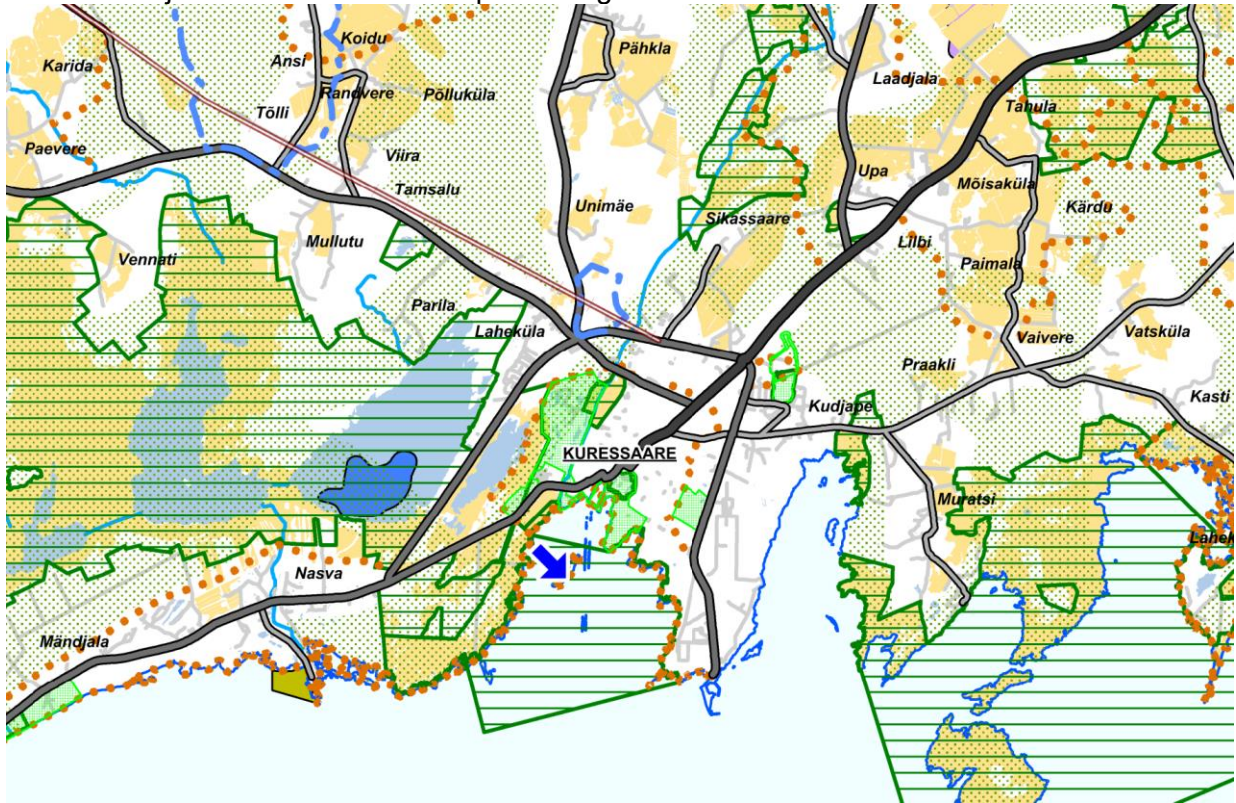 Koidu
Karida
Ansi
Pähkla
Laadjala
Randvere
Põlluküla
Tahula
Tõlli
Paevere
Viira
Upa
Tamsalu
Mõisaküla
Unimäe
Sikassaare
Kärdu
Mullutu
Lilbi
Vennati
Paimala
Parila
Laheküla
Vaivere
Vatsküla
Praakli
Kasti
Kudjape
KURESSAARE
Muratsi
Nasva
Mändjala